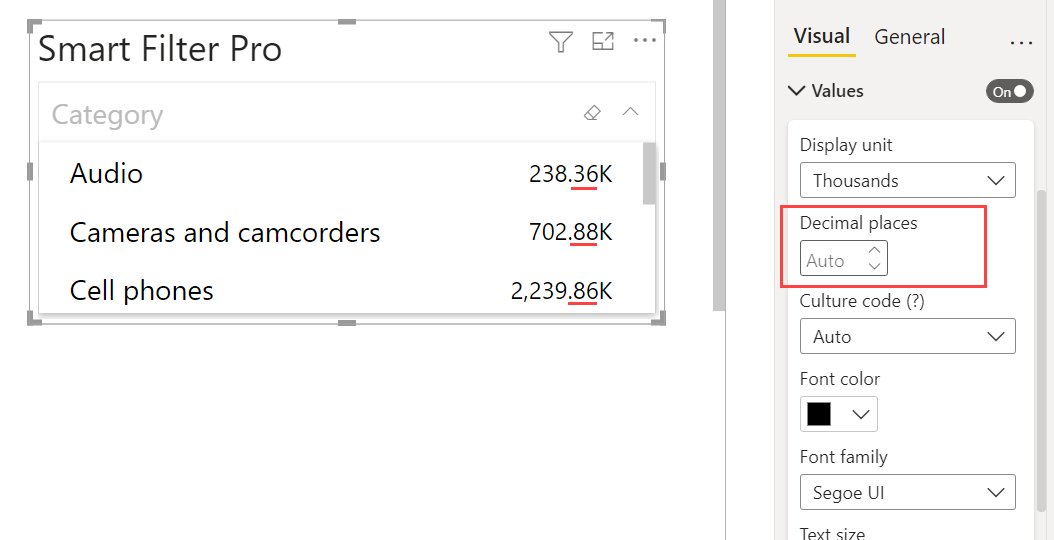 Smart Filter Pro
Category
Audio 238.36K
Cameras and camcorders 702.88K
Cell phones 2,239.86K
Visual General
Values On
Display unit
Thousands
Decimal places
Auto
Culture code (?)
Auto
Font color
Font family
Segoe UI
Text size